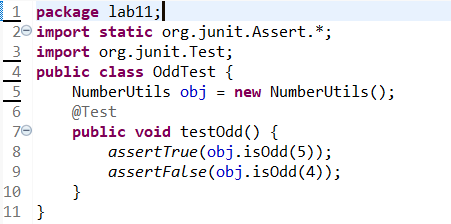 1 package lab11;
2 import static org.junit.Assert.*;
3 import org.junit.Test;
4 public class OddTest {
5     NumberUtils obj = new NumberUtils();
6     @Test
7     public void testOdd() {
8         assertTrue(obj.isOdd(5));
9         assertFalse(obj.isOdd(4));
10     }
11 }